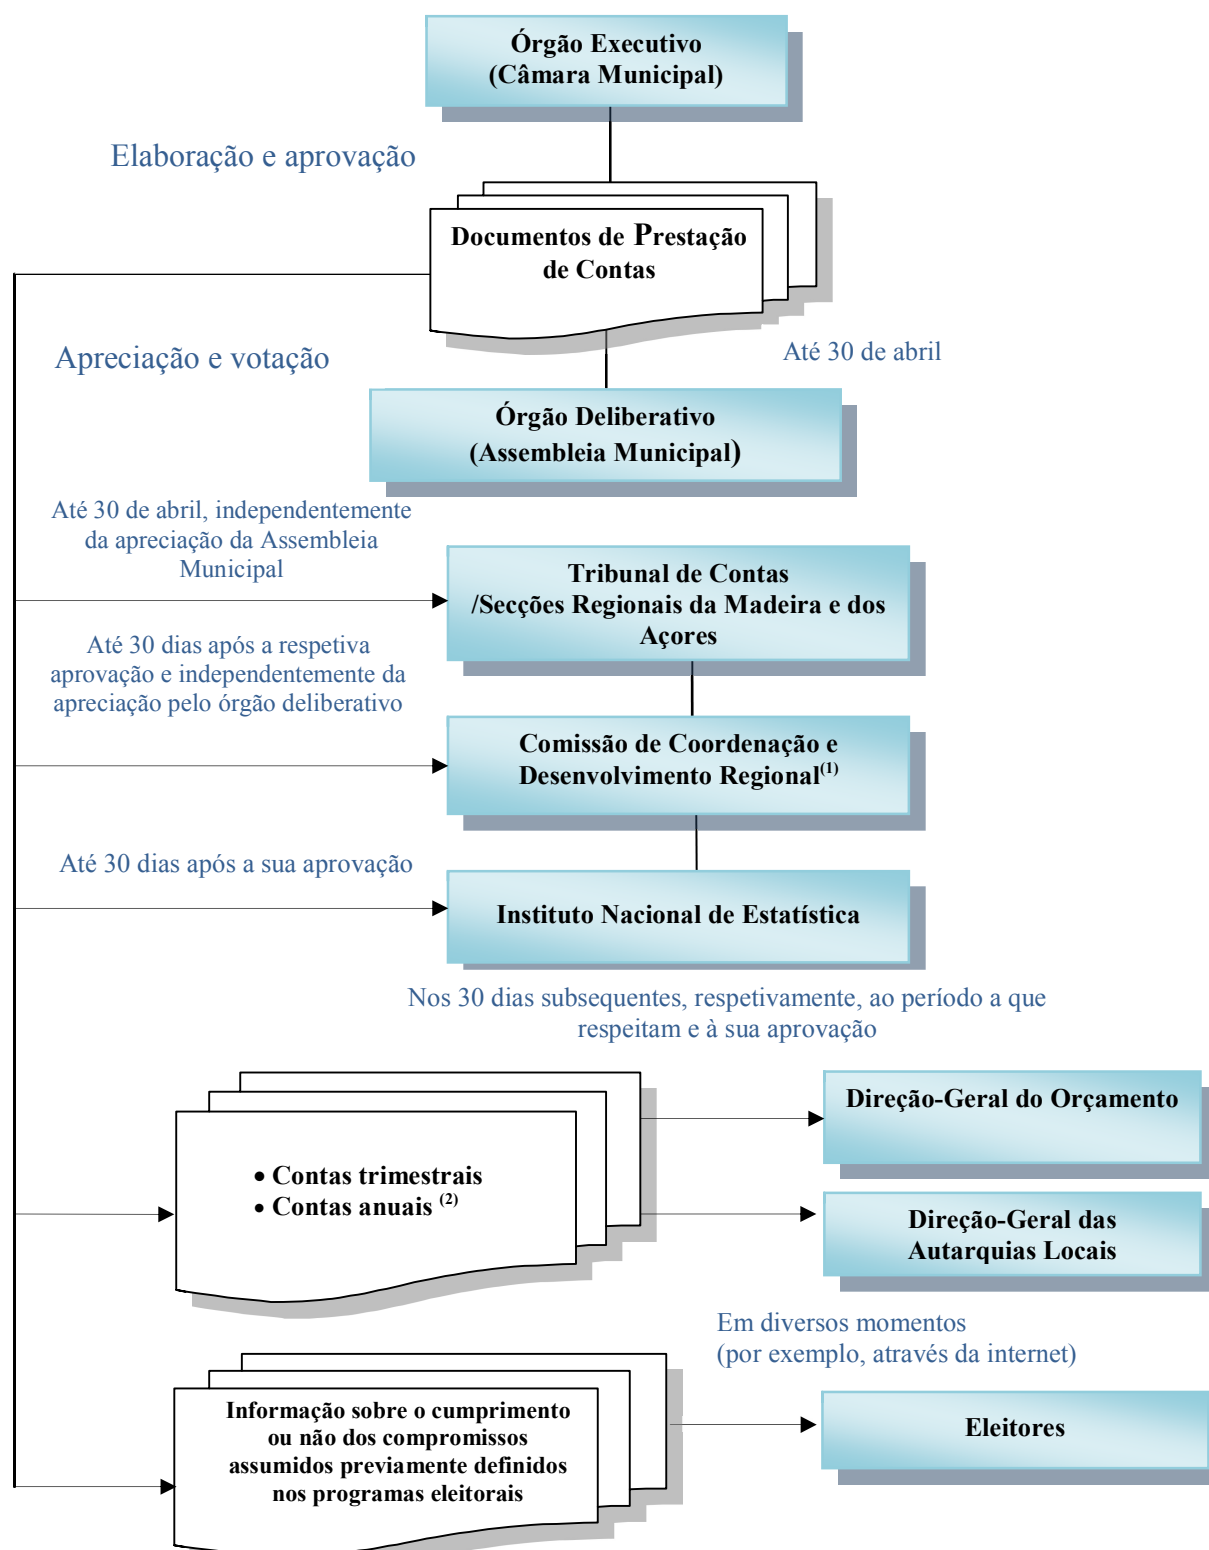 Órgão Executivo
(Câmara Municipal)
Elaboração e aprovação
Documentos de Prestação
de Contas
Apreciação e votação
Até 30 de abril
Órgão Deliberativo
(Assembleia Municipal)
Até 30 de abril, independentemente
da apreciação da Assembleia
Municipal
Tribunal de Contas
/Secções Regionais da Madeira e dos
Açores
Até 30 dias após a respetiva
aprovação e independentemente da
apreciação pelo órgão deliberativo
Comissão de Coordenação e
Desenvolvimento Regional(1)
Até 30 dias após a sua aprovação
Instituto Nacional de Estatística
Nos 30 dias subsequentes, respetivamente, ao período a que
respeitam e à sua aprovação
Direção-Geral do Orçamento
• Contas trimestrais
• Contas anuais (2)
Direção-Geral das
Autarquias Locais
Em diversos momentos
(por exemplo, através da internet)
Informação sobre o cumprimento
ou não dos compromissos
assumidos previamente definidos
nos programas eleitorais
Eleitores